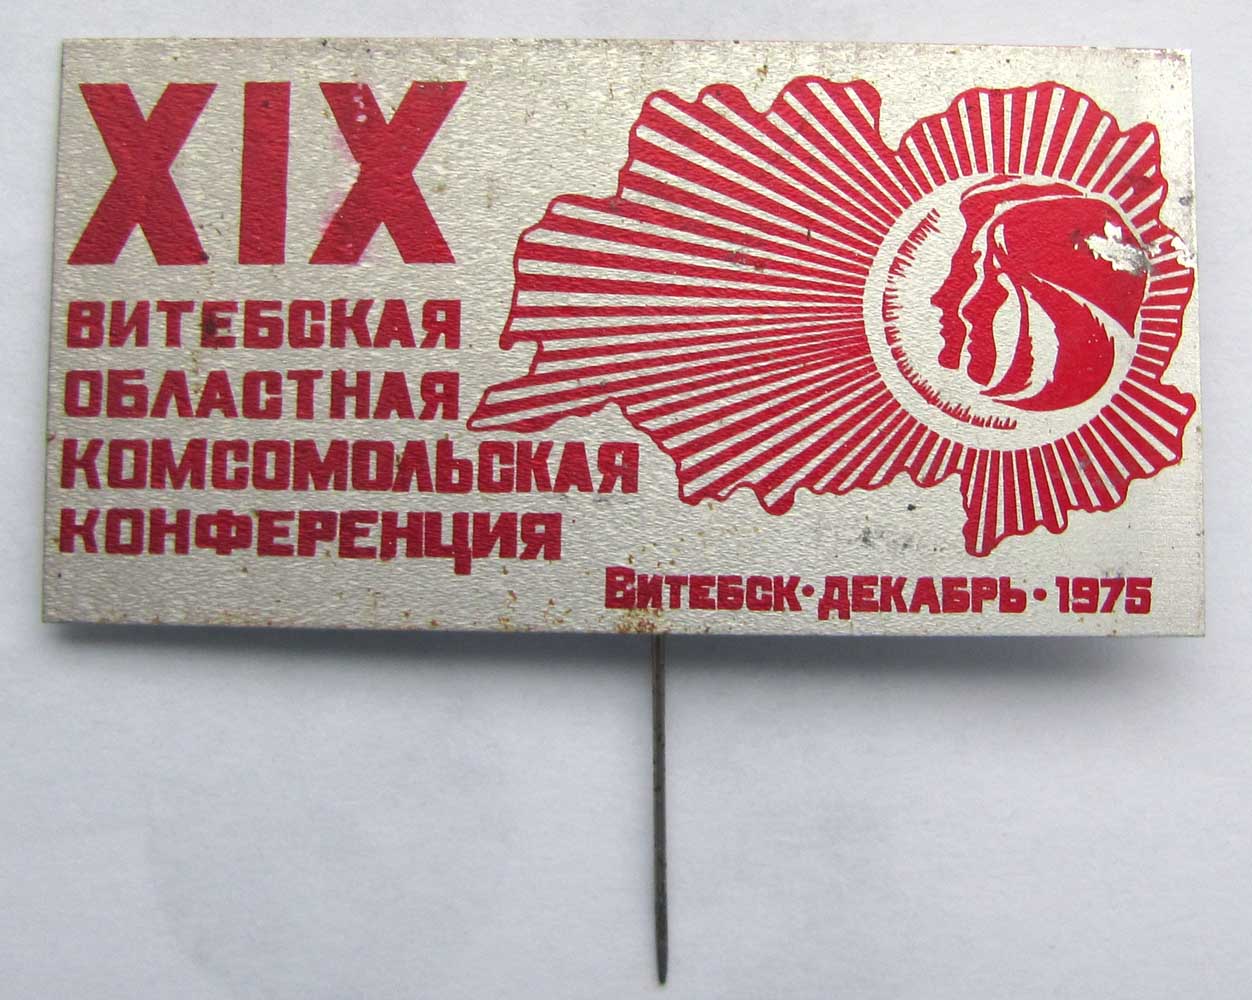 XIX
ВИТЕБСКАЯ
ОБЛАСТНАЯ
КОМСОМОЛЬСКАЯ
КОНФЕРЕНЦИЯ
ВИТЕБСК•ДЕКАБРЬ•1975